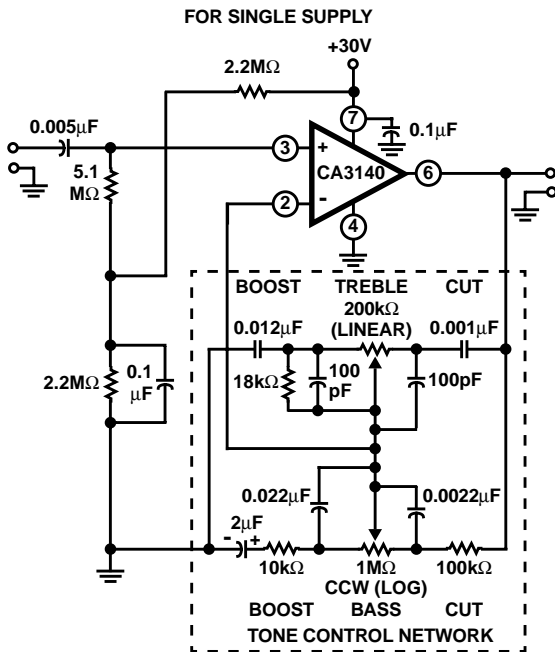 FOR SINGLE SUPPLY
+30V
2.2MΩ
0.005μF
7
0.1μF
3
+
5.1
MΩ
CA3140
6
2
-
4
BOOST TREBLE CUT
200kΩ
(LINEAR)
0.012μF
0.001μF
2.2MΩ
0.1
μF
18kΩ
100
pF
100pF
0.022μF
0.0022μF
2μF
- +
10kΩ
1MΩ
100kΩ
CCW (LOG)
BOOST BASS CUT
TONE CONTROL NETWORK